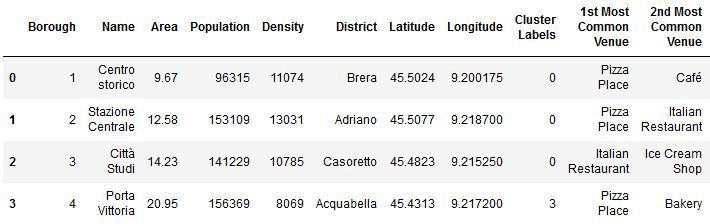 Borough Name Area Population Density District Latitude Longitude Cluster Labels 1st Most Common Venue 2nd Most Common Venue
0 1 Centro storico 9.67 96315 11074 Brera 45.5024 9.200175 0 Pizza Place Café
1 2 Stazione Centrale 12.58 153109 13031 Adriano 45.5077 9.218700 0 Pizza Place Italian Restaurant
2 3 Città Studi 14.23 141229 10785 Casoretto 45.4823 9.215250 0 Italian Restaurant Ice Cream Shop
3 4 Porta Vittoria 20.95 156369 8069 Acquabella 45.4313 9.217200 3 Pizza Place Bakery